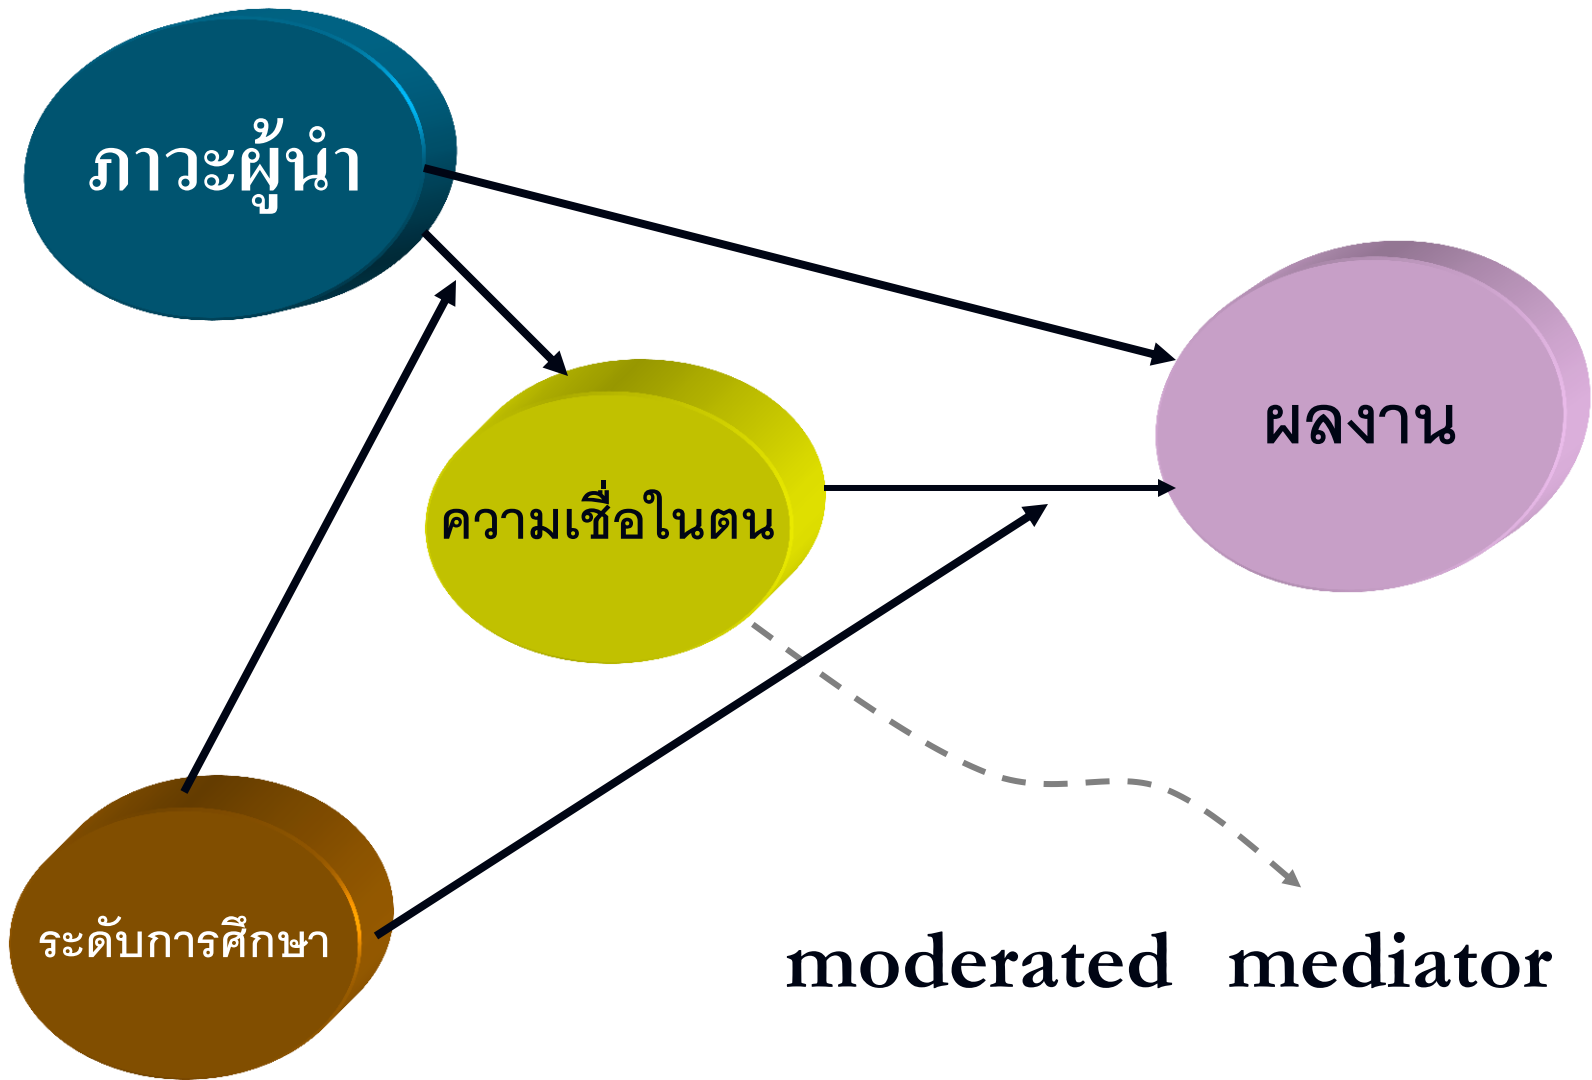 ภาวะผู้นำ
ผลงาน
ความเชื่อในตน
ระดับการศึกษา
moderated mediator